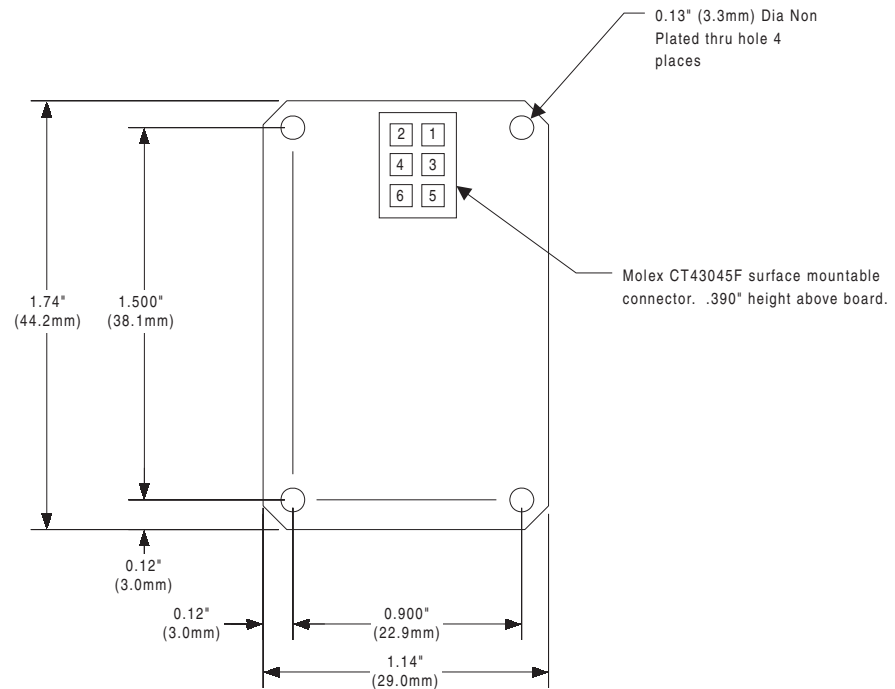 0.13" (3.3mm) Dia Non
Plated thru hole 4
places
2 1
4 3
6 5
Molex CT43045F surface mountable
connector. .390" height above board.
1.74"
(44.2mm)
1.500"
(38.1mm)
0.12"
(3.0mm)
0.12"
(3.0mm)
0.900"
(22.9mm)
1.14"
(29.0mm)